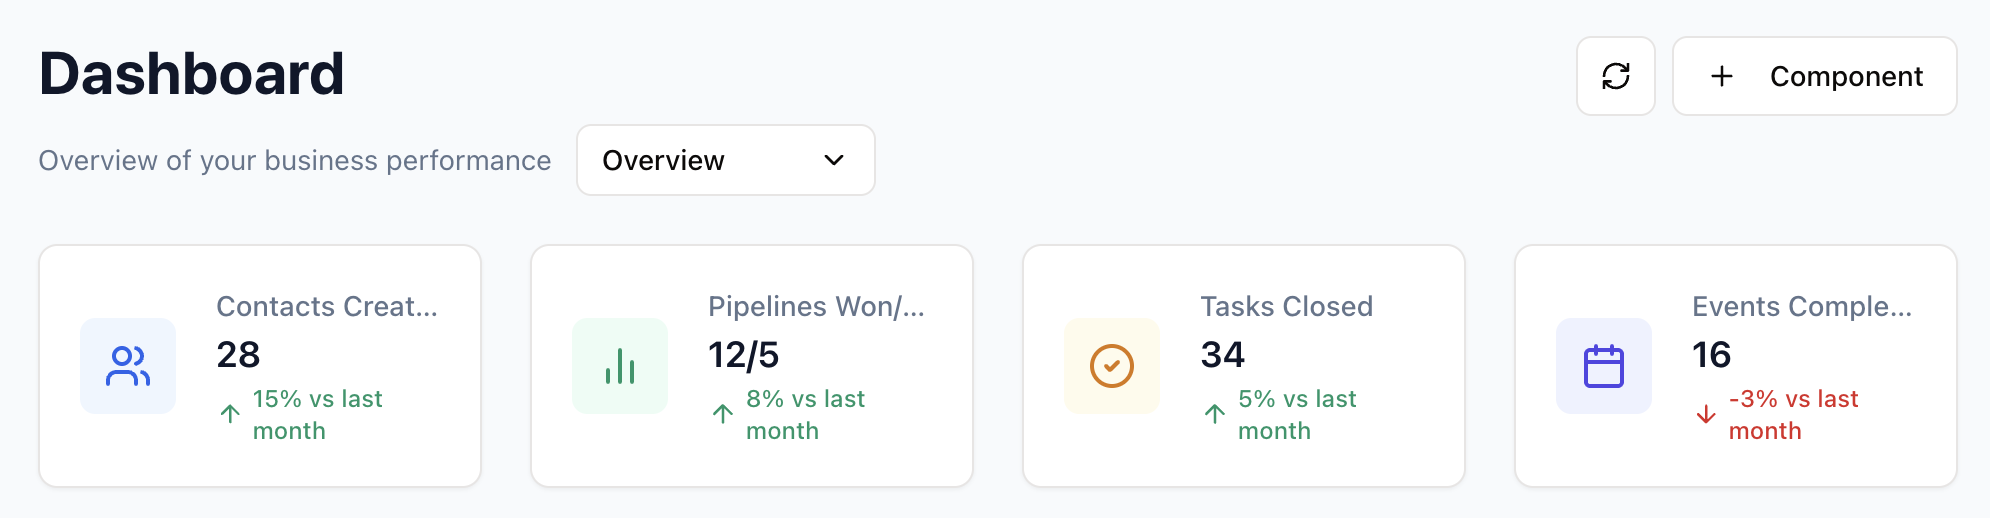 Dashboard
Component
Overview of your business performance
Overview
Contacts Creat...
28
15% vs last
month
Pipelines Won/...
12/5
8% vs last
month
Tasks Closed
34
5% vs last
month
Events Comple...
16
-3% vs last
month